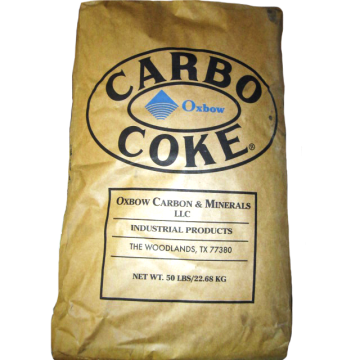 CARBO
Oxbow
COKE®
OXBOW CARBON & MINERALS
LLC
INDUSTRIAL PRODUCTS
THE WOODLANDS, TX 77380
NET WT. 50 LBS/22.68 KG